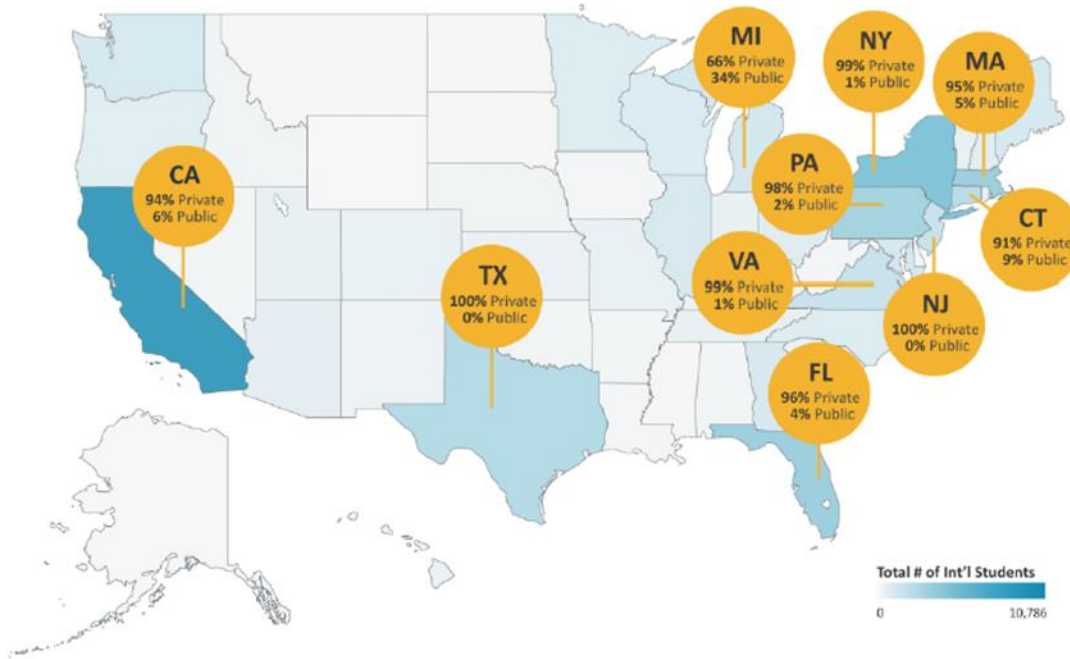 MI
66% Private
34% Public
NY
99% Private
1% Public
MA
95% Private
5% Public
CA
94% Private
6% Public
PA
98% Private
2% Public
CT
91% Private
9% Public
TX
100% Private
0% Public
VA
99% Private
1% Public
NJ
100% Private
0% Public
FL
96% Private
4% Public
Total # of Int'l Students
0 10,786